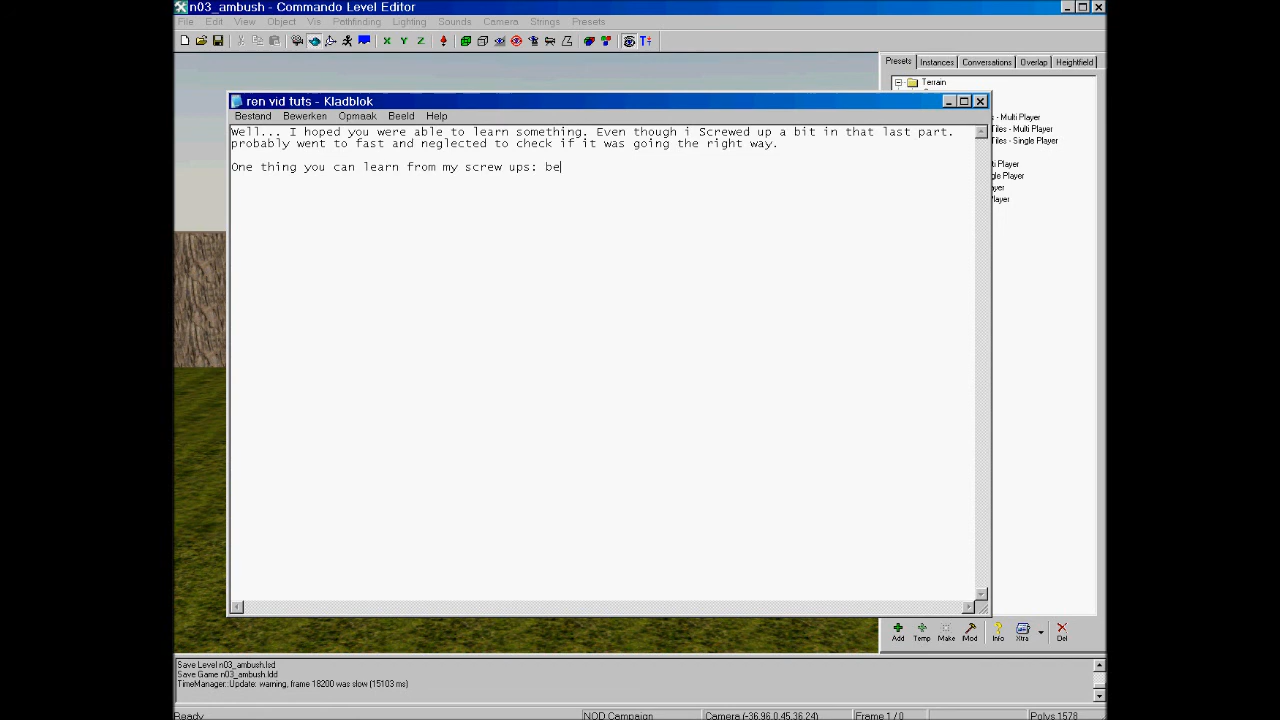 n03_ambush - Commando Level Editor
File Edit View Object Vis Pathfinding Lighting Sounds Camera Strings Presets
X Y Z
Presets Instances Conversations Overlap Heightfield
Terrain
ren vid tuts - Kladblok
Bestand Bewerken Opmaak Beeld Help
Well... I hoped you were able to learn something. Even though i Screwed up a bit in that last part.
probably went to fast and neglected to check if it was going the right way.
One thing you can learn from my screw ups: be
s - Multi Player
Tiles - Multi Player
Tiles - Single Player
lti Player
gle Player
ayer
layer
Add Temp Make Mod Info Xtra Del
Save Level n03_ambush.lsd
Save Game n03_ambush.ldd
TimeManager::Update: warning, frame 18200 was slow (15103 ms)
Ready NOD Campaign Camera (-36.96,0.45,36.24) Frame 1 / 0 Polys 1578